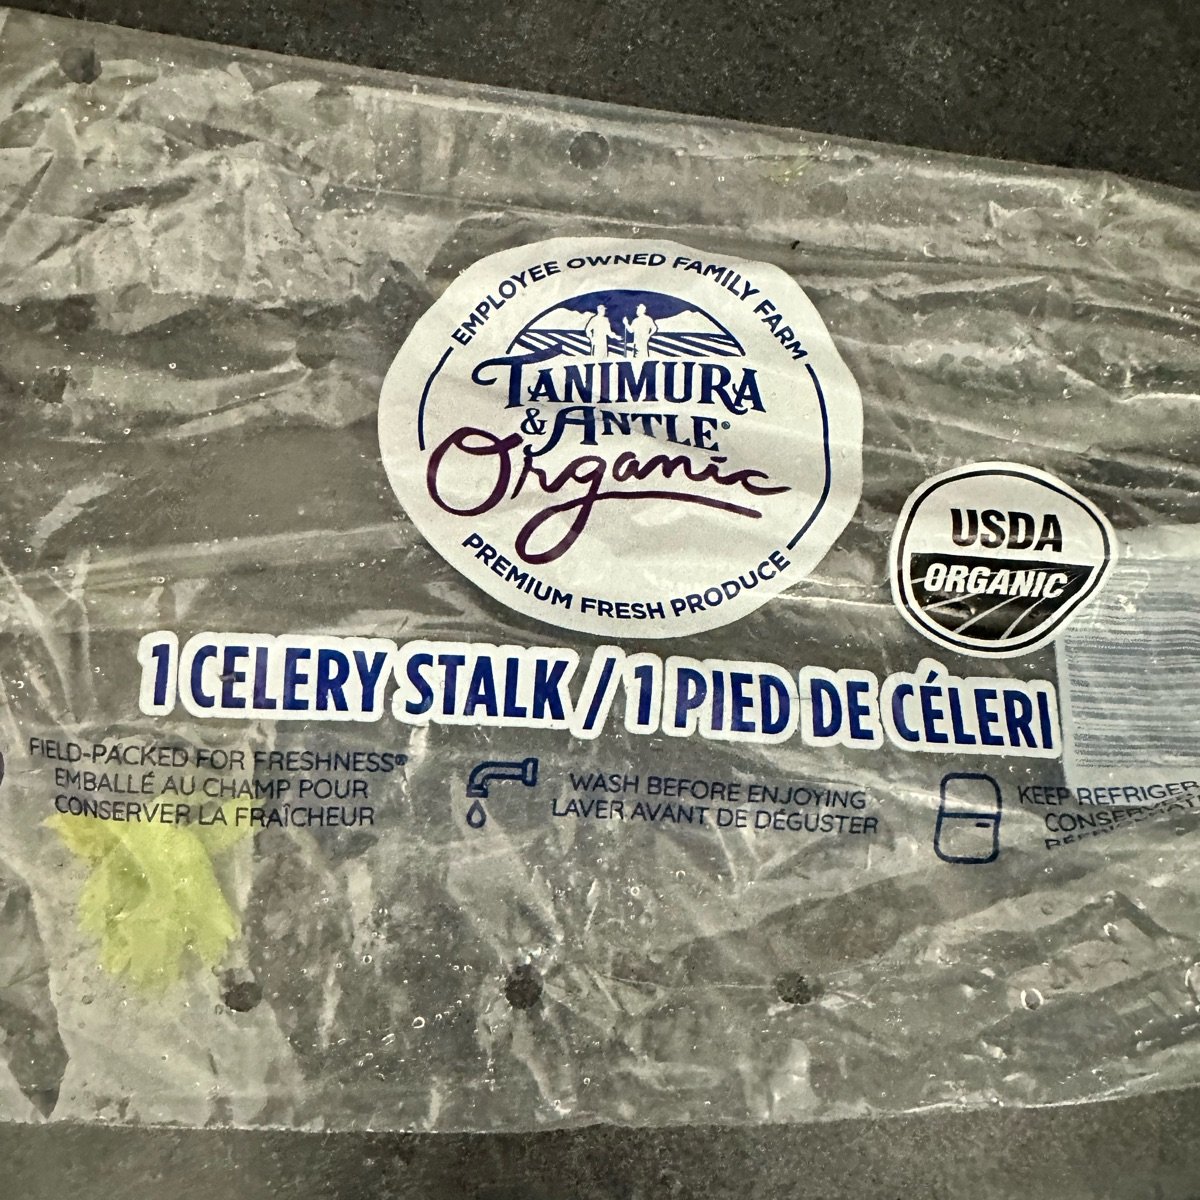 EMPLOYEE OWNED FAMILY FARM
TANIMURA
& ANTLE®
Organic
PREMIUM FRESH PRODUCE
USDA
ORGANIC
1 CELERY STALK / 1 PIED DE CÉLERI
FIELD-PACKED FOR FRESHNESS®
EMBALLÉ AU CHAMP POUR
CONSERVER LA FRAÎCHEUR
WASH BEFORE ENJOYING
LAVER AVANT DE DÉGUSTER
KEEP